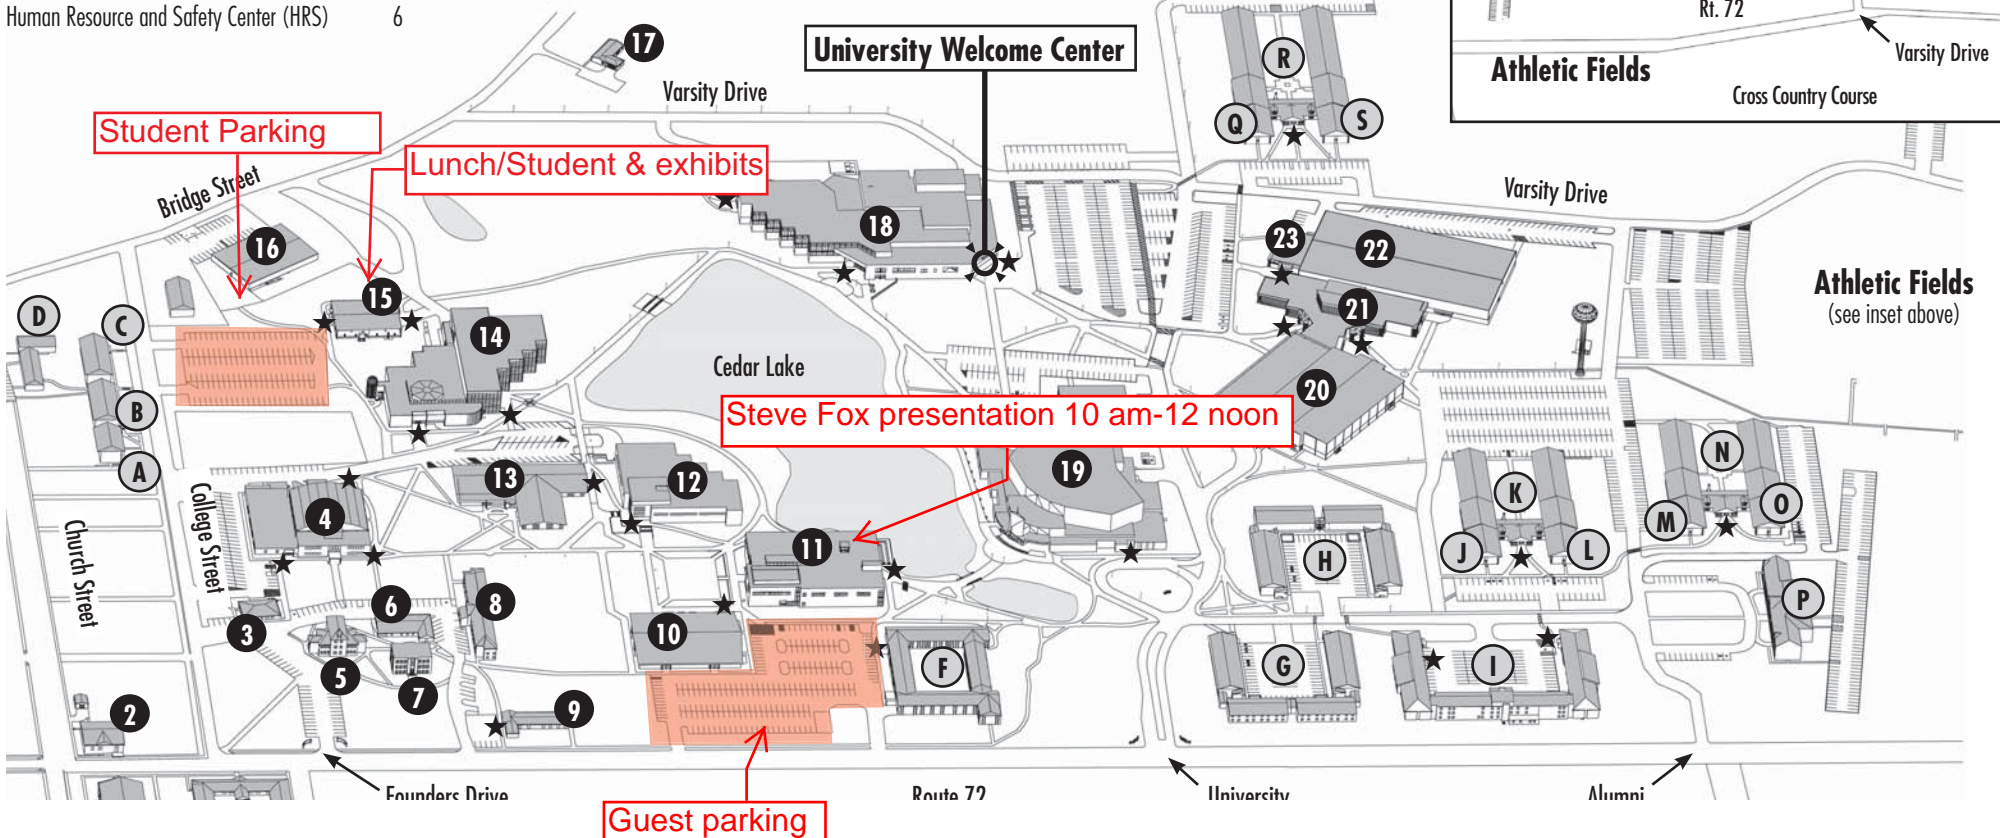 Human Resource and Safety Center (HRS) 6
17
University Welcome Center
Rt. 72
Varsity Drive
Athletic Fields
Cross Country Course
R
Q
S
Varsity Drive
Student Parking
Lunch/Student & exhibits
Bridge Street
Varsity Drive
16
18
23
22
Athletic Fields
(see inset above)
15
21
D
C
14
Cedar Lake
20
B
Steve Fox presentation 10 am-12 noon
A
13
12
19
N
K
4
College Street
Church Street
M
O
11
J
L
H
6
8
P
3
10
5
7
F
G
I
2
9
Founders Drive
Route 72
University
Alumni
Guest parking